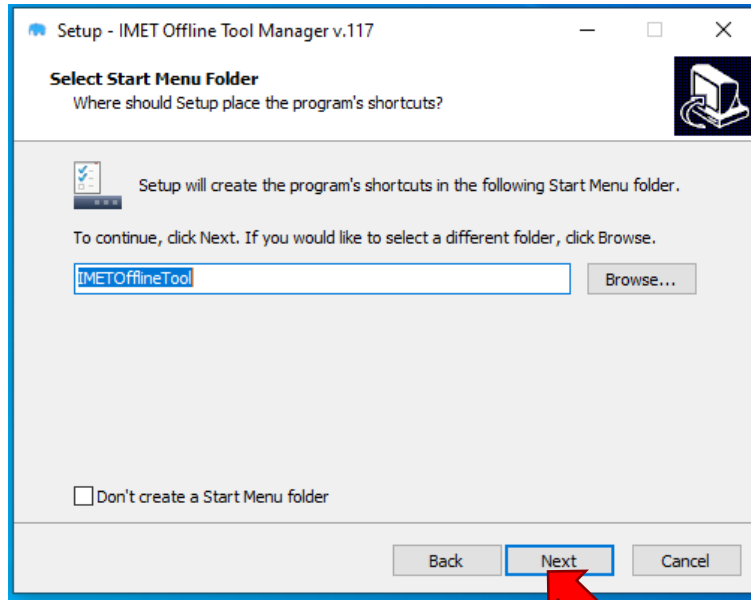 Setup - IMET Offline Tool Manager v.117
Select Start Menu Folder
Where should Setup place the program's shortcuts?
Setup will create the program's shortcuts in the following Start Menu folder.
To continue, click Next. If you would like to select a different folder, click Browse.
IMETOfflineTool
Browse...
Don't create a Start Menu folder
Back
Next
Cancel